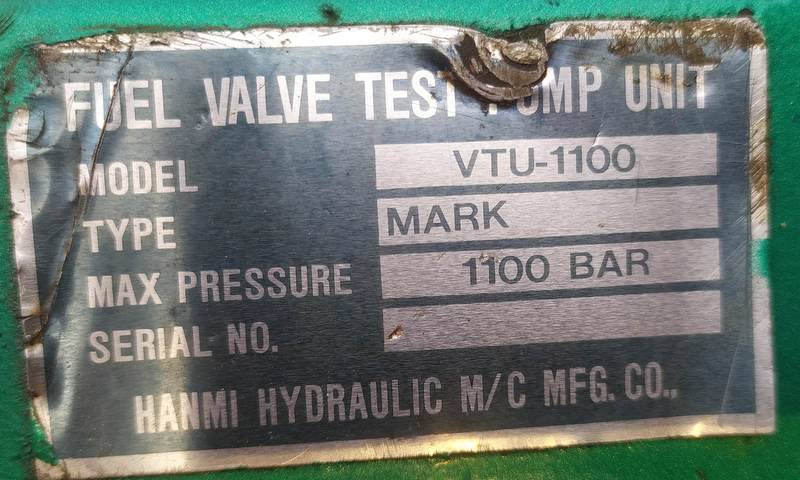 FUEL VALVE TEST PUMP UNIT
MODEL VTU-1100
TYPE MARK
MAX PRESSURE 1100 BAR
SERIAL NO.
HANMI HYDRAULIC M/C MFG. CO.,